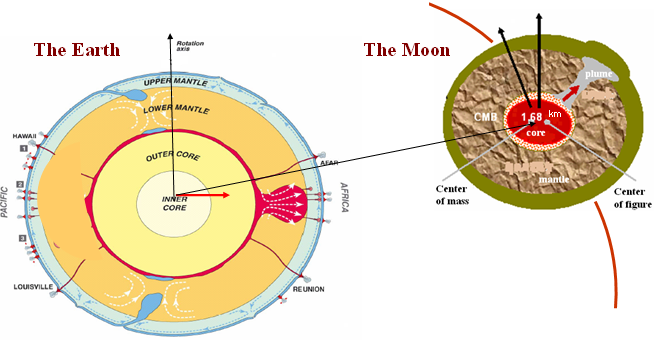 The Earth
Rotation
axis
UPPER MANTLE
LOWER MANTLE
OUTER CORE
INNER
CORE
HAWAII
1
2
3
PACIFIC
LOUISVILLE
AFAR
AFRICA
REUNION
The Moon
plume
CMB
1.68 km
core
mantle
Center
of mass
Center
of figure